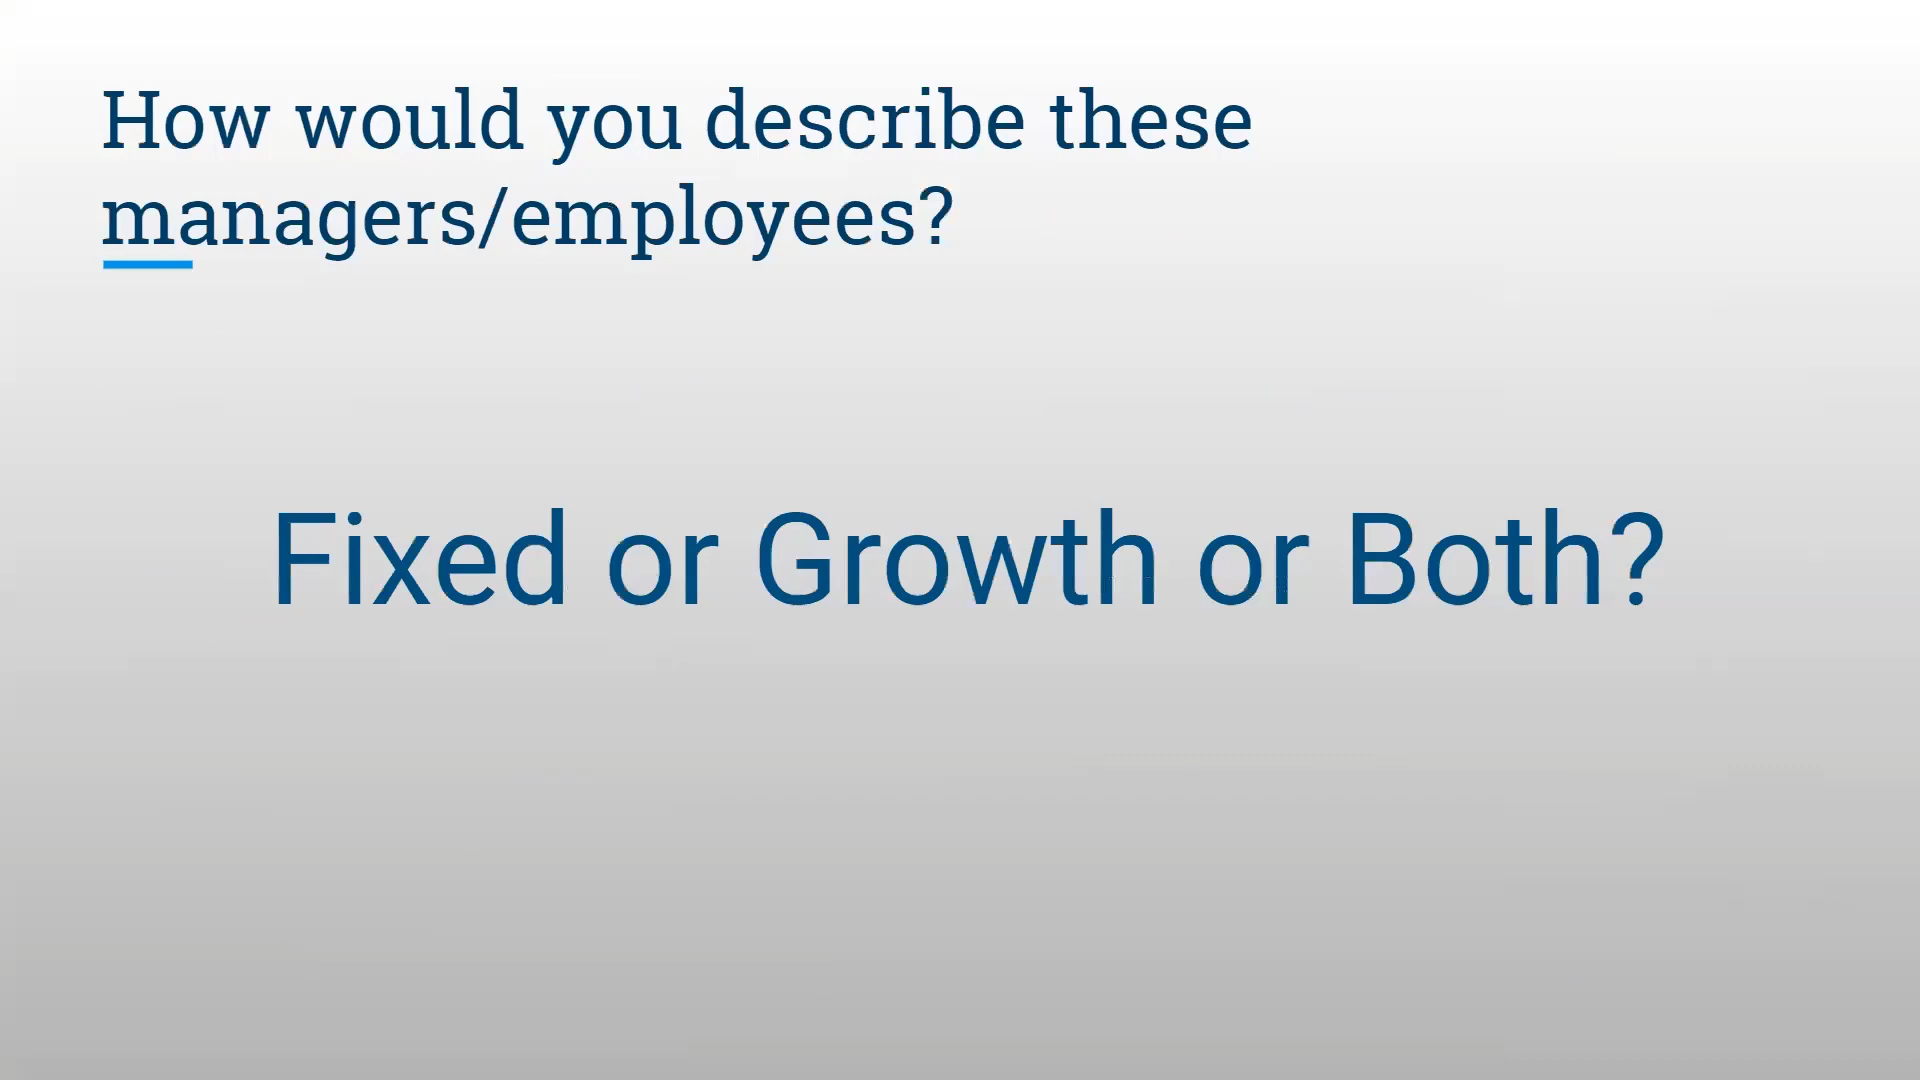 How would you describe these
managers/employees?
Fixed or Growth or Both?